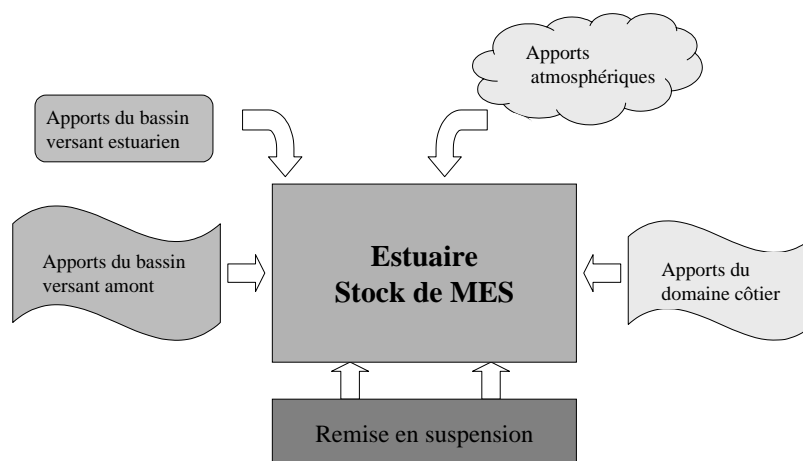 Apports
atmosphériques
Apports du bassin
versant estuarien
Estuaire
Stock de MES
Apports du bassin
versant amont
Apports du
domaine côtier
Remise en suspension